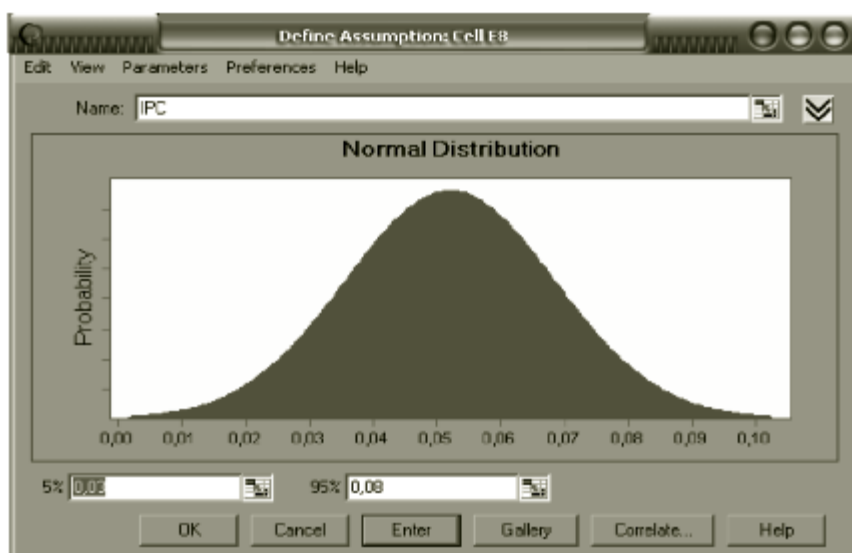 Define Assumption: Cell E8
Edit View Parameters Preferences Help
Name: IPC
Normal Distribution
Probability
0,00 0,01 0,02 0,03 0,04 0,05 0,06 0,07 0,08 0,09 0,10
5% 0,03 95% 0,08
OK Cancel Enter Gallery Correlate... Help